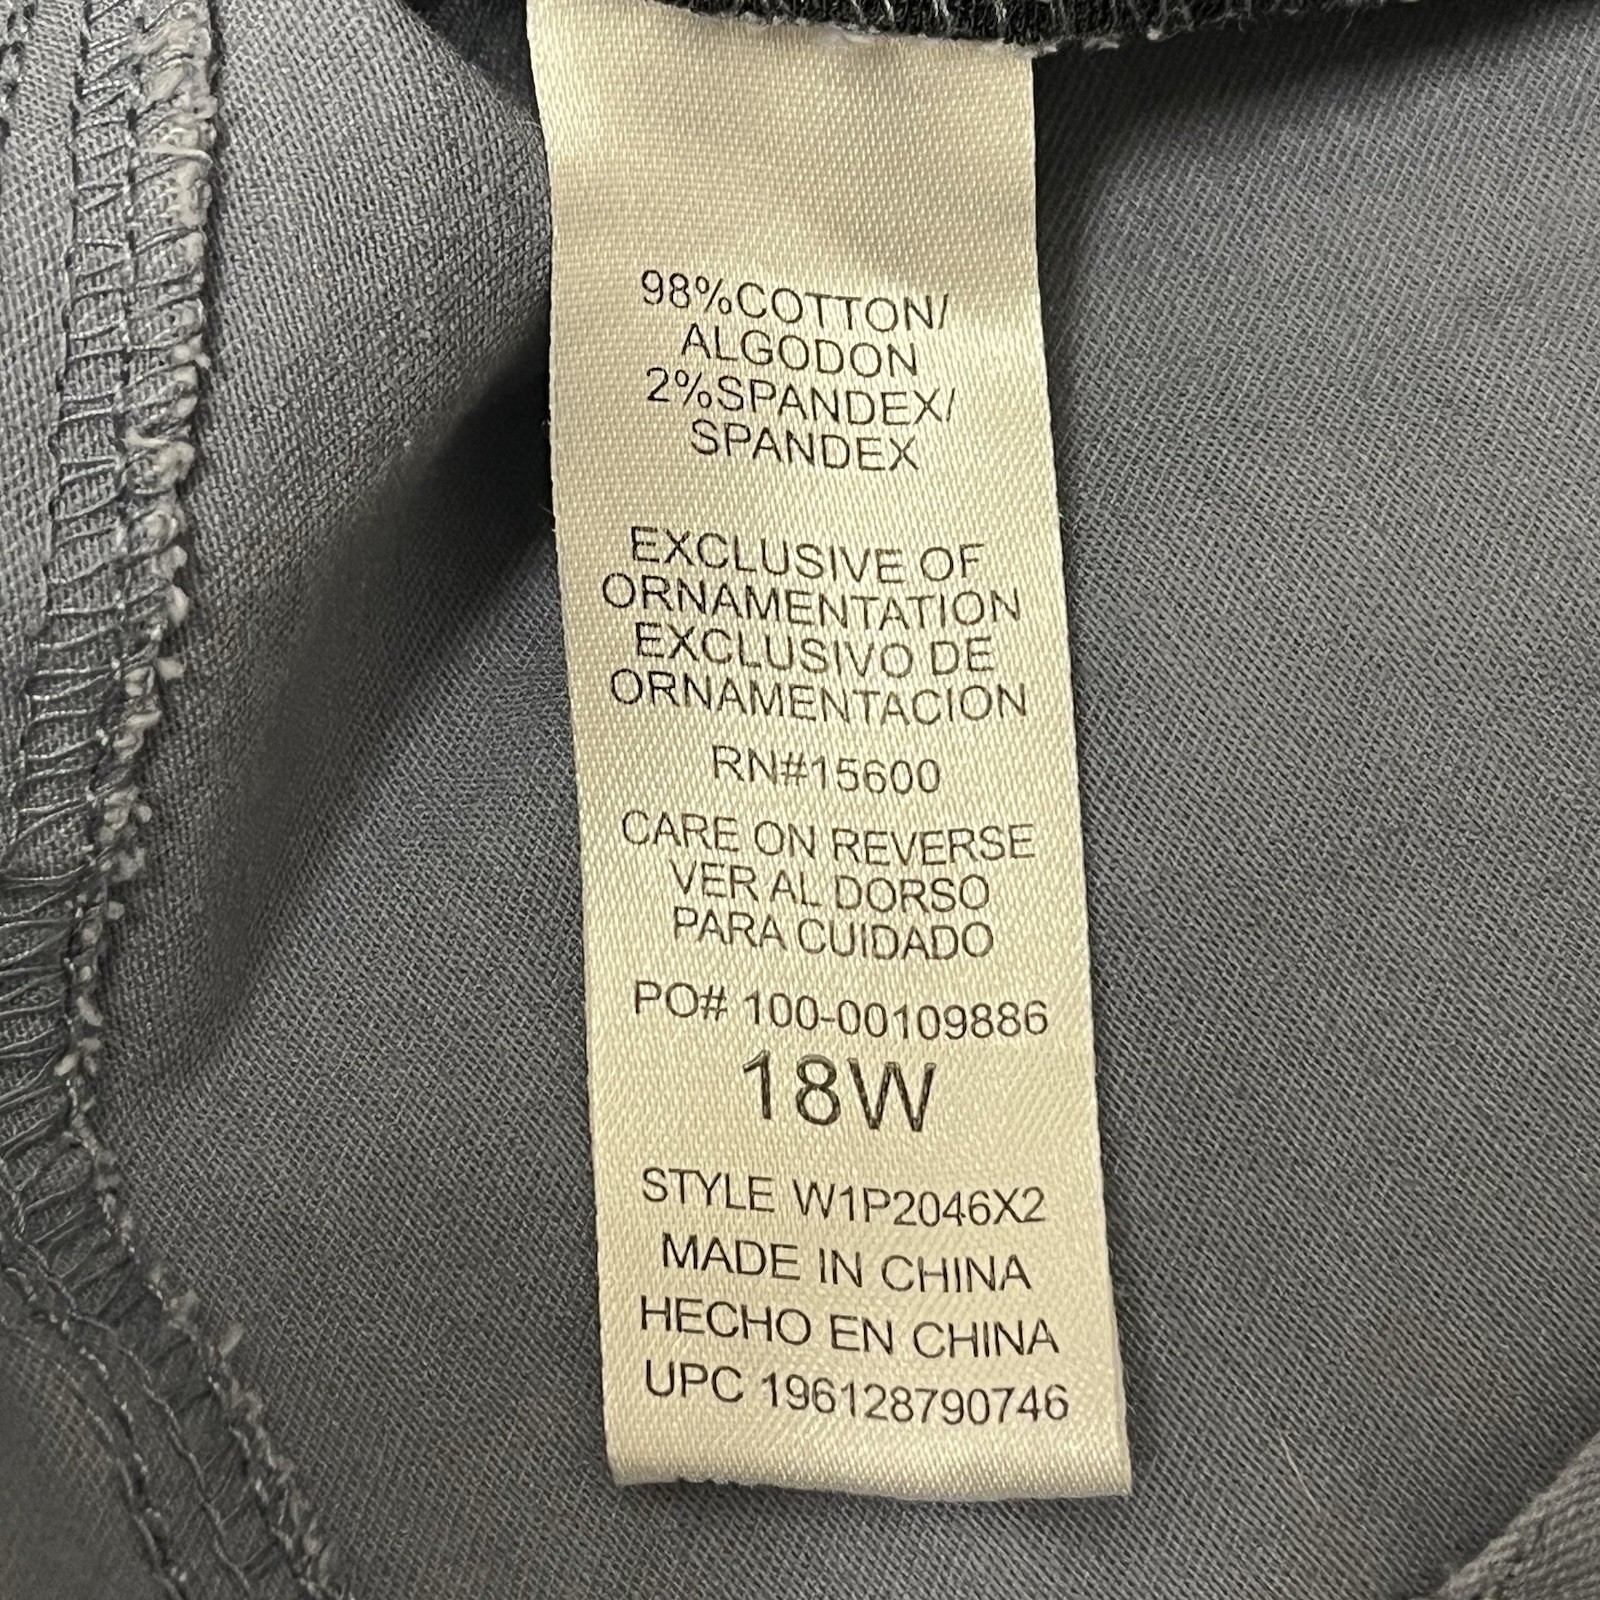 98%COTTON/
ALGODON
2%SPANDEX/
SPANDEX
EXCLUSIVE OF
ORNAMENTATION
EXCLUSIVO DE
ORNAMENTACION
RN#15600
CARE ON REVERSE
VER AL DORSO
PARA CUIDADO
PO# 100-00109886
18W
STYLE W1P2046X2
MADE IN CHINA
HECHO EN CHINA
UPC 196128790746